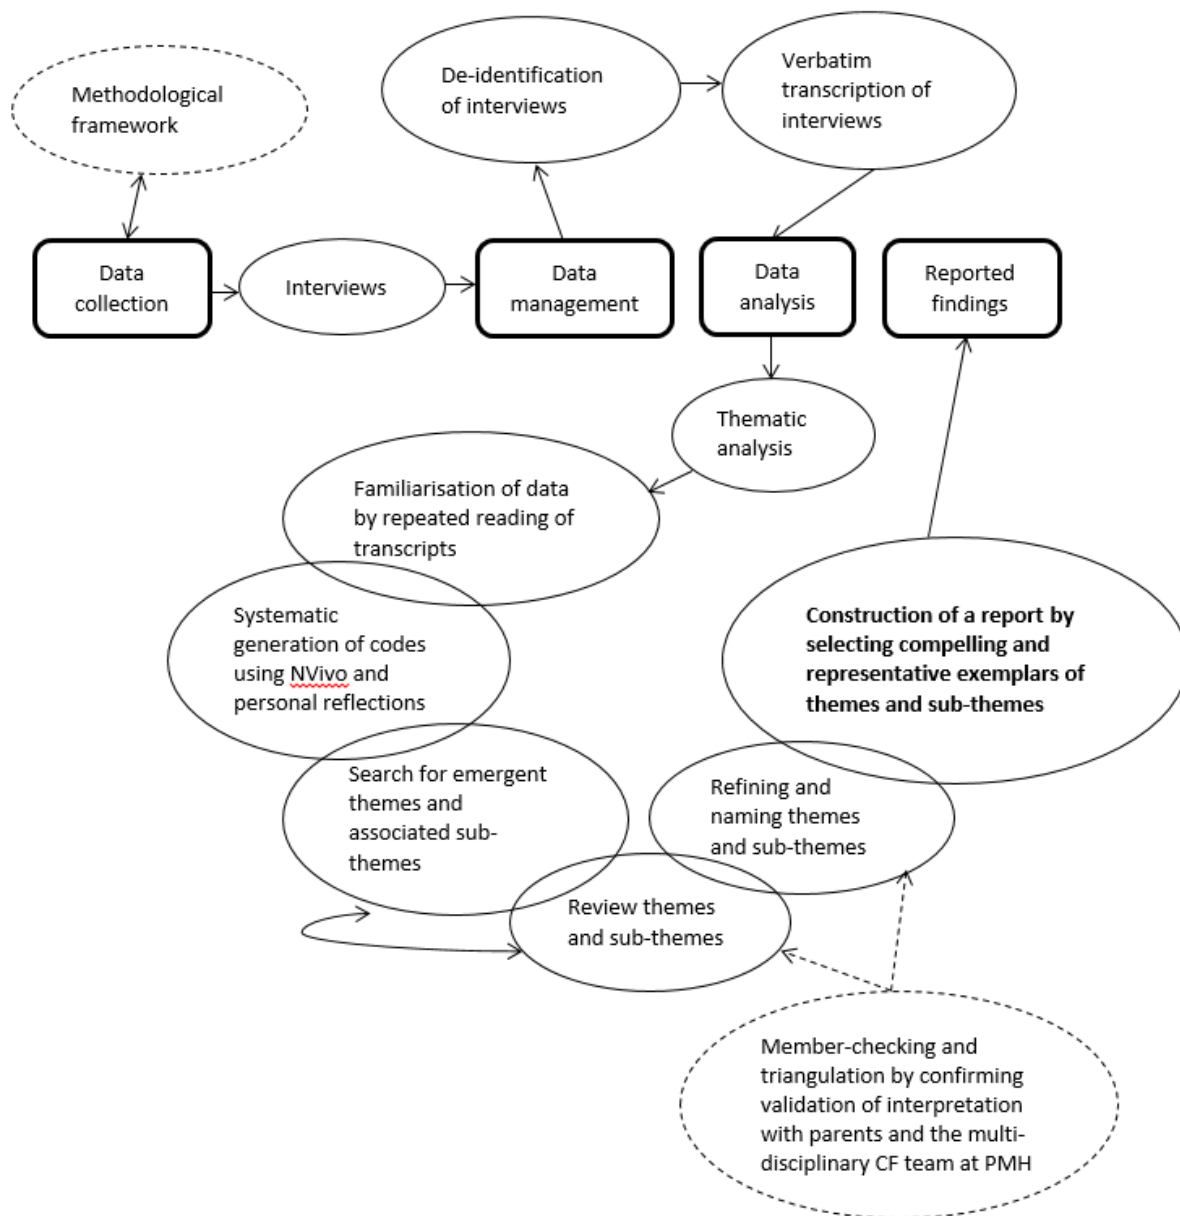 Methodological
framework
De-identification
of interviews
Verbatim
transcription of
interviews
Data
collection
Interviews
Data
management
Data
analysis
Reported
findings
Thematic
analysis
Familiarisation of data
by repeated reading of
transcripts
Systematic
generation of codes
using NVivo and
personal reflections
Construction of a report by
selecting compelling and
representative exemplars of
themes and sub-themes
Search for emergent
themes and
associated sub-
themes
Refining and
naming themes
and sub-themes
Review themes
and sub-themes
Member-checking and
triangulation by confirming
validation of interpretation
with parents and the multi-
disciplinary CF team at PMH